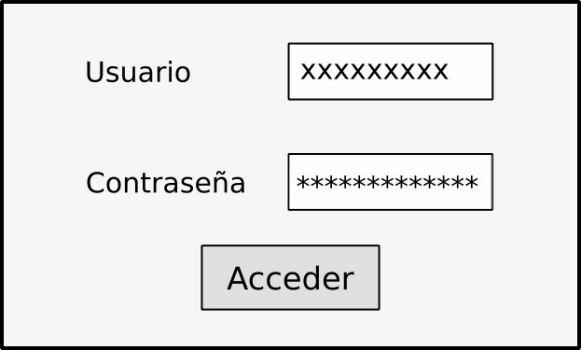 Usuario xxxxxxxxx
Contraseña *************
Acceder